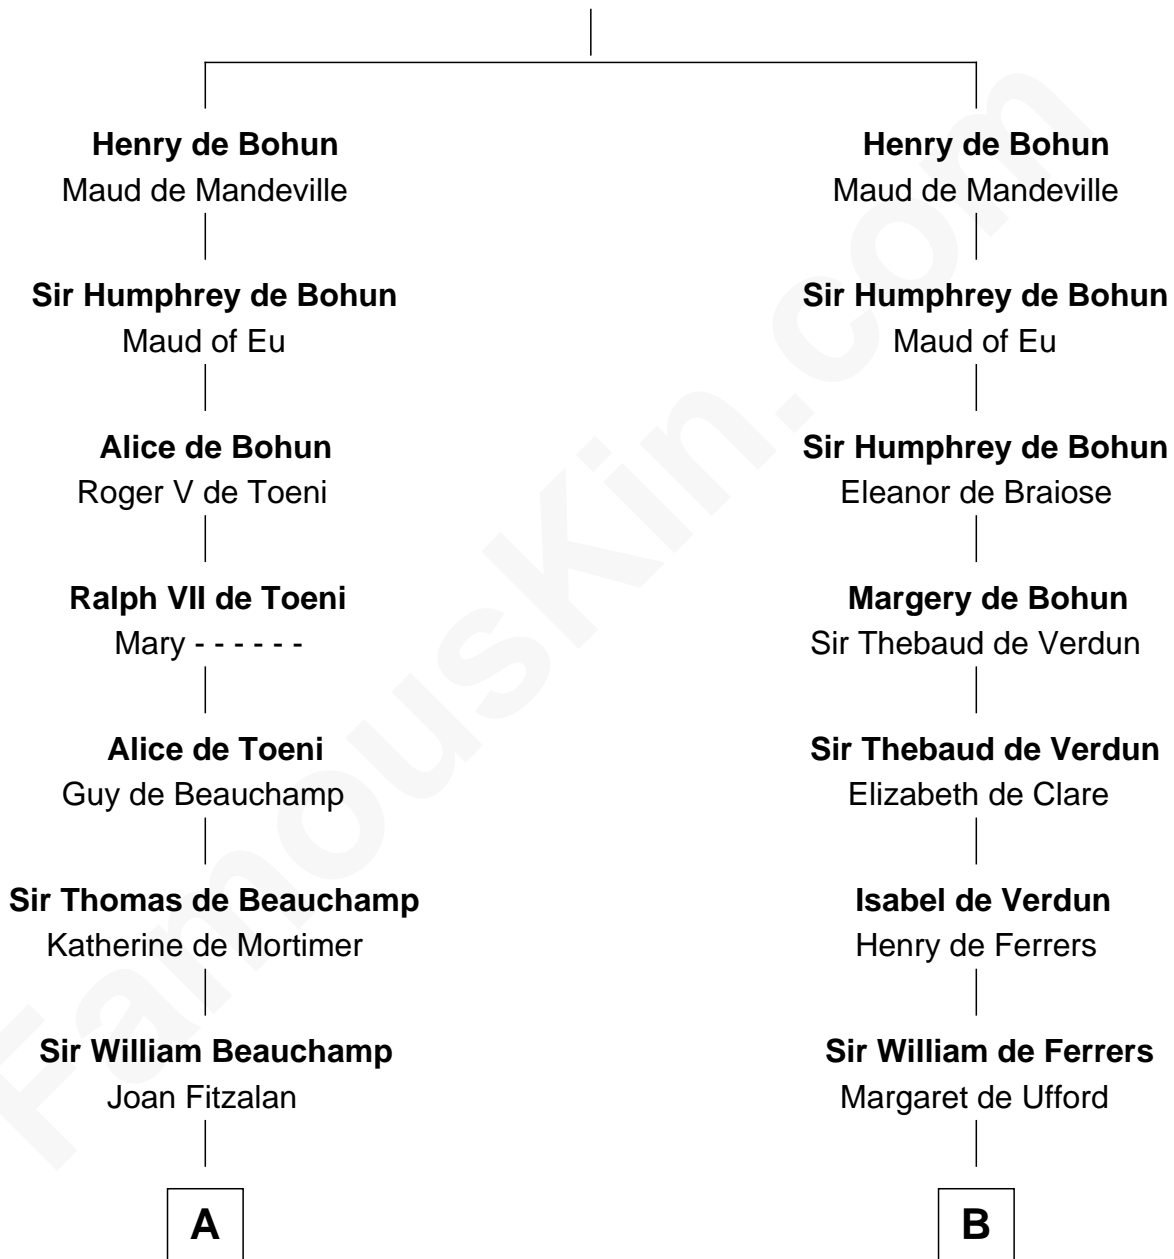 Henry de Bohun
Maud de Mandeville
Sir Humphrey de Bohun
Maud of Eu
Alice de Bohun
Roger V de Toeni
Ralph VII de Toeni
Mary - - - - - -
Alice de Toeni
Guy de Beauchamp
Sir Thomas de Beauchamp
Katherine de Mortimer
Sir William Beauchamp
Joan Fitzalan
A
Henry de Bohun
Maud de Mandeville
Sir Humphrey de Bohun
Maud of Eu
Sir Humphrey de Bohun
Eleanor de Braiose
Margery de Bohun
Sir Thebaud de Verdun
Sir Thebaud de Verdun
Elizabeth de Clare
Isabel de Verdun
Henry de Ferrers
Sir William de Ferrers
Margaret de Ufford
B
FamousKin.com